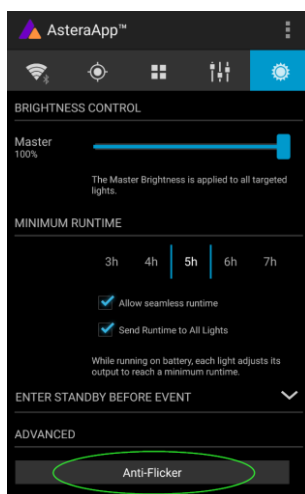 AsteraApp™
BRIGHTNESS CONTROL
Master
100%
The Master Brightness is applied to all targeted
lights.
MINIMUM RUNTIME
3h 4h 5h 6h 7h
Allow seamless runtime
Send Runtime to All Lights
While running on battery, each light adjusts its
output to reach a minimum runtime.
ENTER STANDBY BEFORE EVENT
ADVANCED
Anti-Flicker